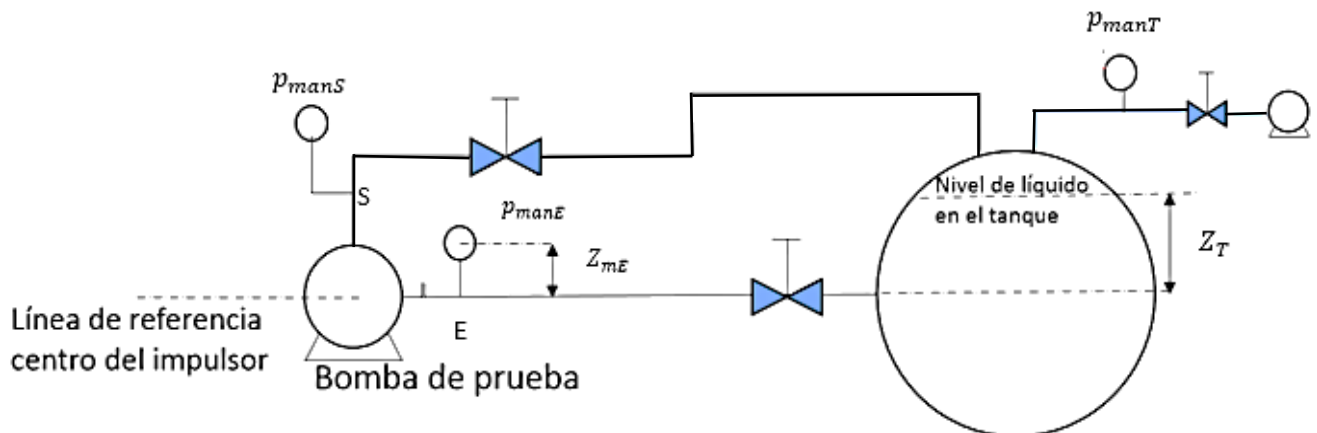 p_manT
p_manS
S
p_manE
Z_mE
Nivel de líquido
en el tanque
Z_T
Línea de referencia
centro del impulsor
E
Bomba de prueba